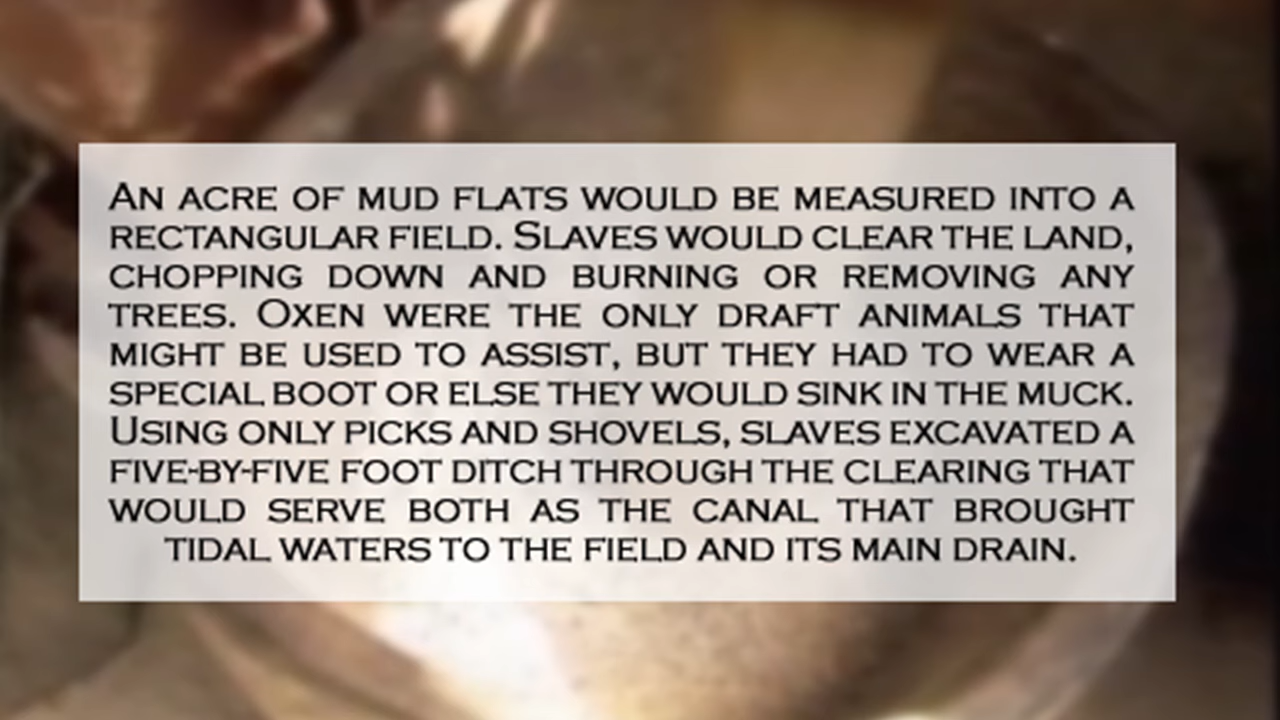 An acre of mud flats would be measured into a
rectangular field. Slaves would clear the land,
chopping down and burning or removing any
trees. Oxen were the only draft animals that
might be used to assist, but they had to wear a
special boot or else they would sink in the muck.
Using only picks and shovels, slaves excavated a
five-by-five foot ditch through the clearing that
would serve both as the canal that brought
tidal waters to the field and its main drain.